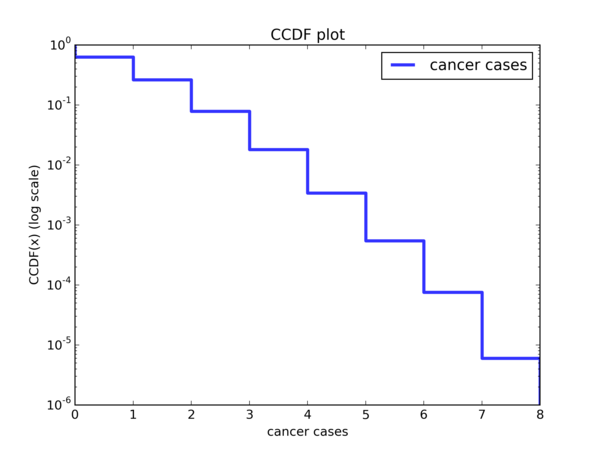 CCDF plot
cancer cases
10^0
10^-1
10^-2
10^-3
10^-4
10^-5
10^-6
CCDF(x) (log scale)
0 1 2 3 4 5 6 7 8
cancer cases